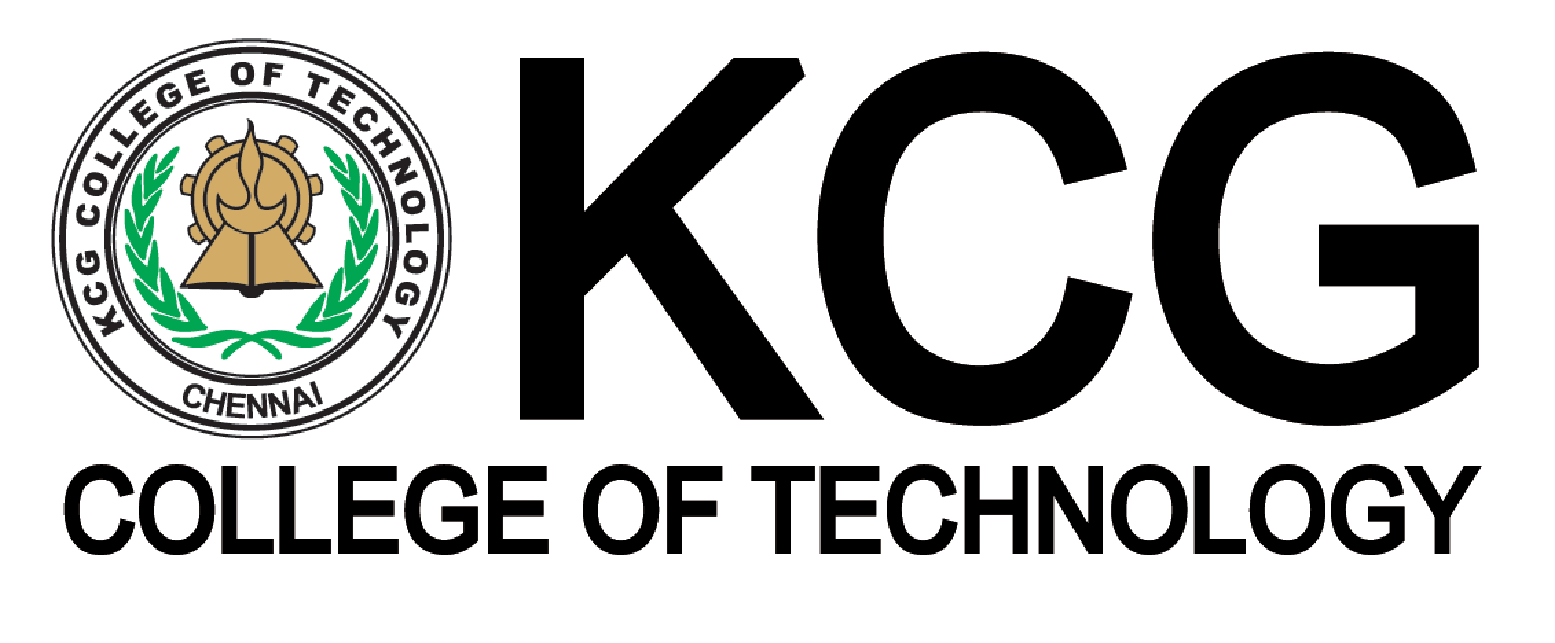 KCG COLLEGE OF TECHNOLOGY
CHENNAI
KCG
COLLEGE OF TECHNOLOGY